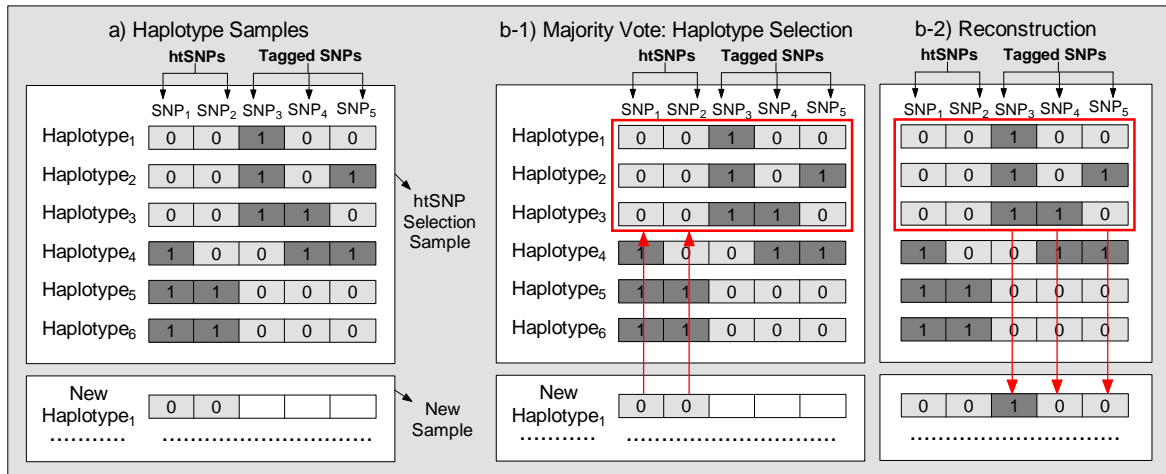 a) Haplotype Samples
htSNPs Tagged SNPs
SNP1 SNP2 SNP3 SNP4 SNP5
Haplotype1 0 0 1 0 0
Haplotype2 0 0 1 0 1
Haplotype3 0 0 1 1 0
Haplotype4 1 0 0 1 1
Haplotype5 1 1 0 0 0
Haplotype6 1 1 0 0 0
htSNP
Selection
Sample
New
Haplotype1 0 0
........... ...........................
New
Sample
b-1) Majority Vote: Haplotype Selection
htSNPs Tagged SNPs
SNP1 SNP2 SNP3 SNP4 SNP5
Haplotype1 0 0 1 0 0
Haplotype2 0 0 1 0 1
Haplotype3 0 0 1 1 0
Haplotype4 1 0 0 1 1
Haplotype5 1 1 0 0 0
Haplotype6 1 1 0 0 0
New
Haplotype1 0 0
........... ...........................
b-2) Reconstruction
htSNPs Tagged SNPs
SNP1 SNP2 SNP3 SNP4 SNP5
0 0 1 0 0
0 0 1 0 1
0 0 1 1 0
1 0 0 1 1
1 1 0 0 0
1 1 0 0 0
0 0 1 0 0
...........................